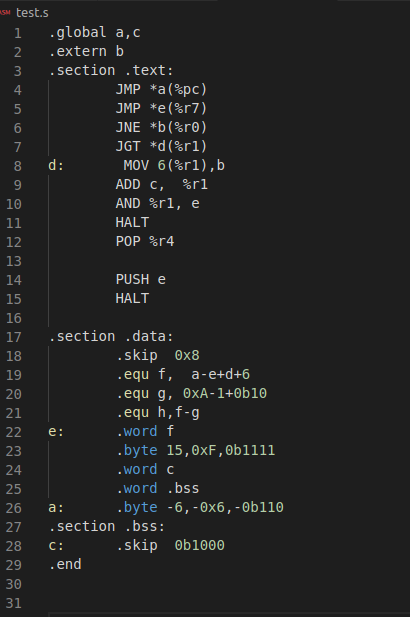 ASM test.s
1 .global a,c
2 .extern b
3 .section .text:
4 JMP *a(%pc)
5 JMP *e(%r7)
6 JNE *b(%r0)
7 JGT *d(%r1)
8 d: MOV 6(%r1),b
9 ADD c, %r1
10 AND %r1, e
11 HALT
12 POP %r4
13
14 PUSH e
15 HALT
16
17 .section .data:
18 .skip 0x8
19 .equ f, a-e+d+6
20 .equ g, 0xA-1+0b10
21 .equ h,f-g
22 e: .word f
23 .byte 15,0xF,0b1111
24 .word c
25 .word .bss
26 a: .byte -6,-0x6,-0b110
27 .section .bss:
28 c: .skip 0b1000
29 .end
30
31